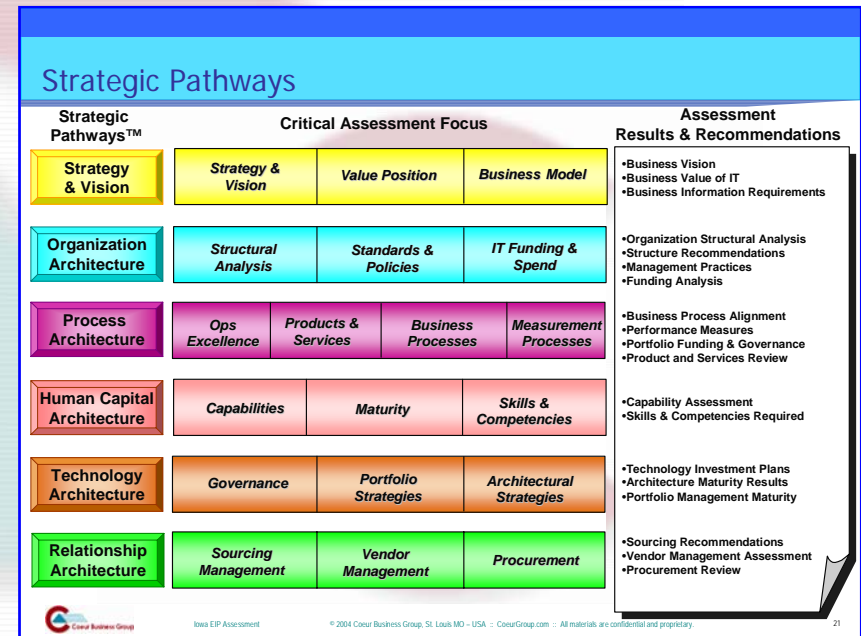 Strategic Pathways
Strategic
Pathways™
Critical Assessment Focus
Assessment
Results & Recommendations
Strategy
& Vision
Strategy &
Vision
Value Position
Business Model
•Business Vision
•Business Value of IT
•Business Information Requirements
Organization
Architecture
Structural
Analysis
Standards &
Policies
IT Funding &
Spend
•Organization Structural Analysis
•Structure Recommendations
•Management Practices
•Funding Analysis
Process
Architecture
Ops
Excellence
Products &
Services
Business
Processes
Measurement
Processes
•Business Process Alignment
•Performance Measures
•Portfolio Funding & Governance
•Product and Services Review
Human Capital
Architecture
Capabilities
Maturity
Skills &
Competencies
•Capability Assessment
•Skills & Competencies Required
Technology
Architecture
Governance
Portfolio
Strategies
Architectural
Strategies
•Technology Investment Plans
•Architecture Maturity Results
•Portfolio Management Maturity
Relationship
Architecture
Sourcing
Management
Vendor
Management
Procurement
•Sourcing Recommendations
•Vendor Management Assessment
•Procurement Review
Coeur Business Group
Iowa EIP Assessment
© 2004 Coeur Business Group, St. Louis MO – USA :: CoeurGroup.com :: All materials are confidential and proprietary.
21